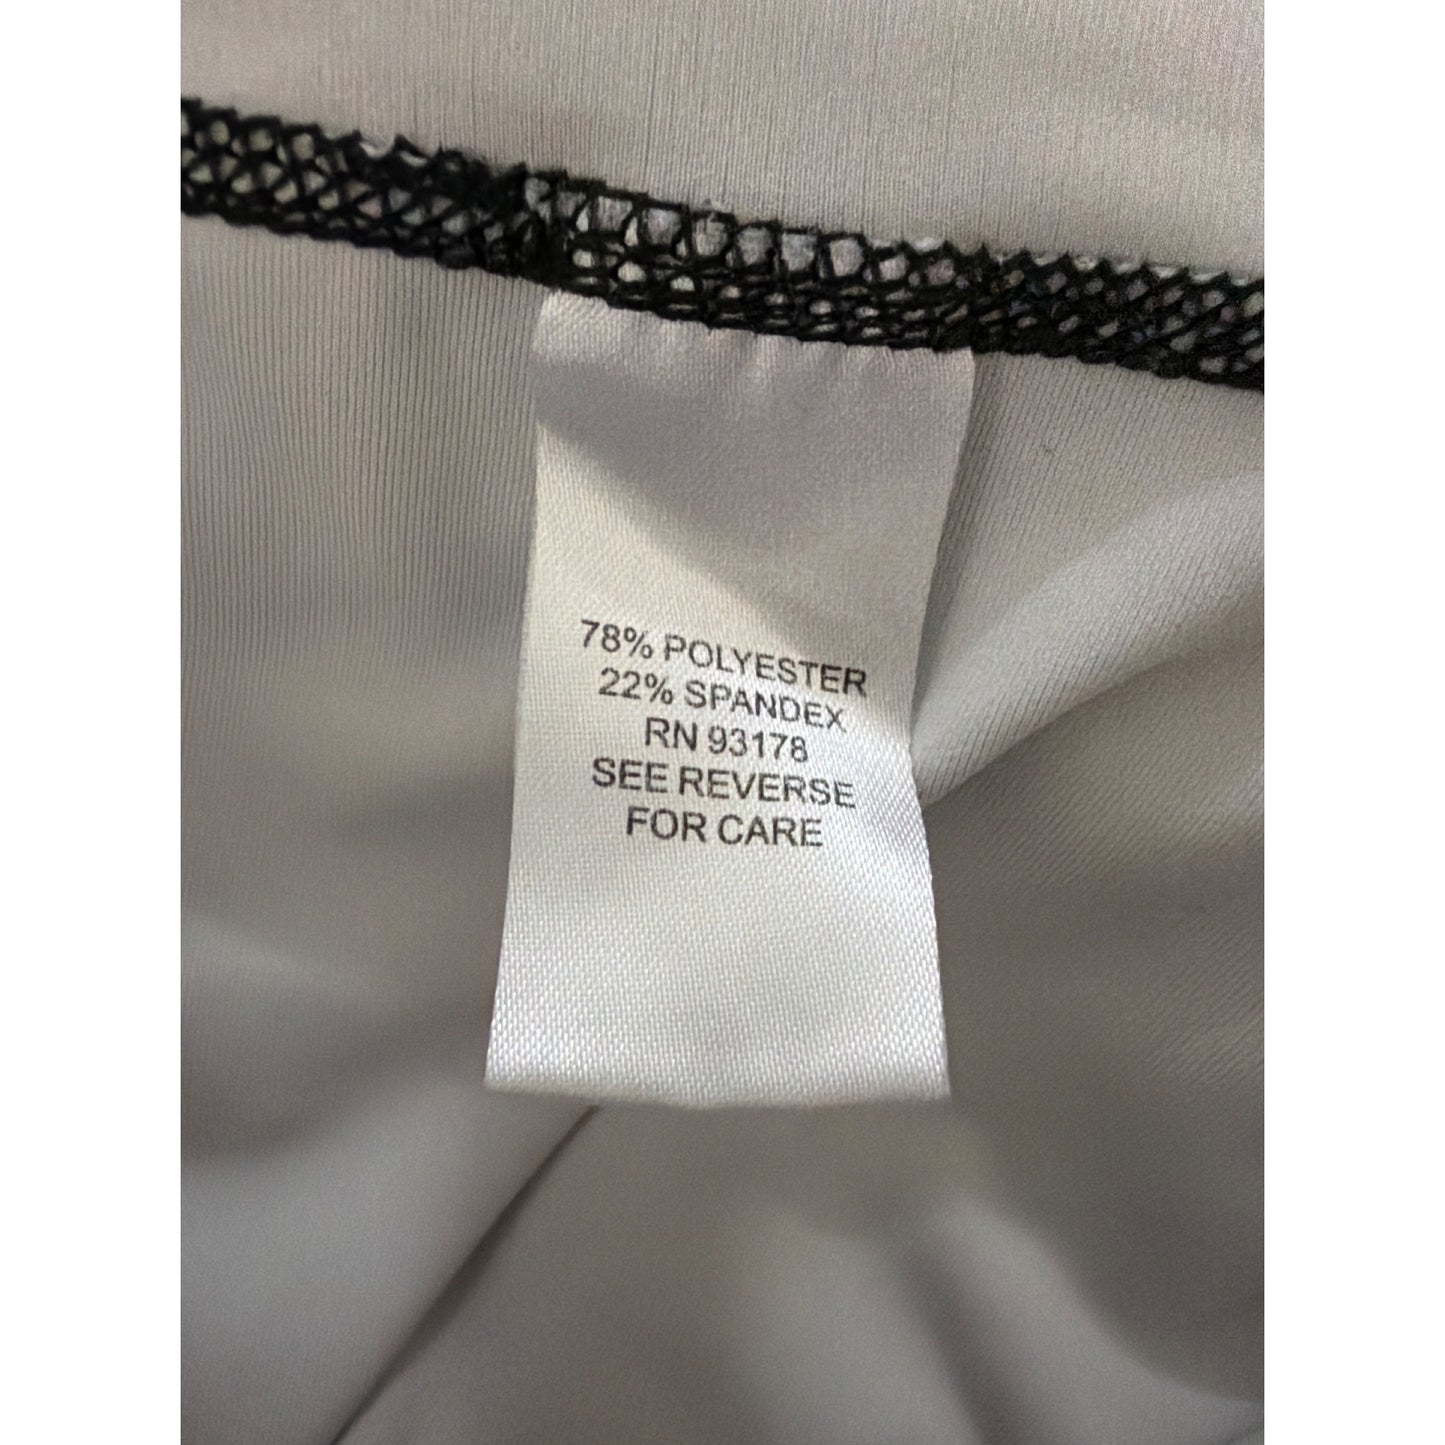 78% POLYESTER
22% SPANDEX
RN 93178
SEE REVERSE
FOR CARE